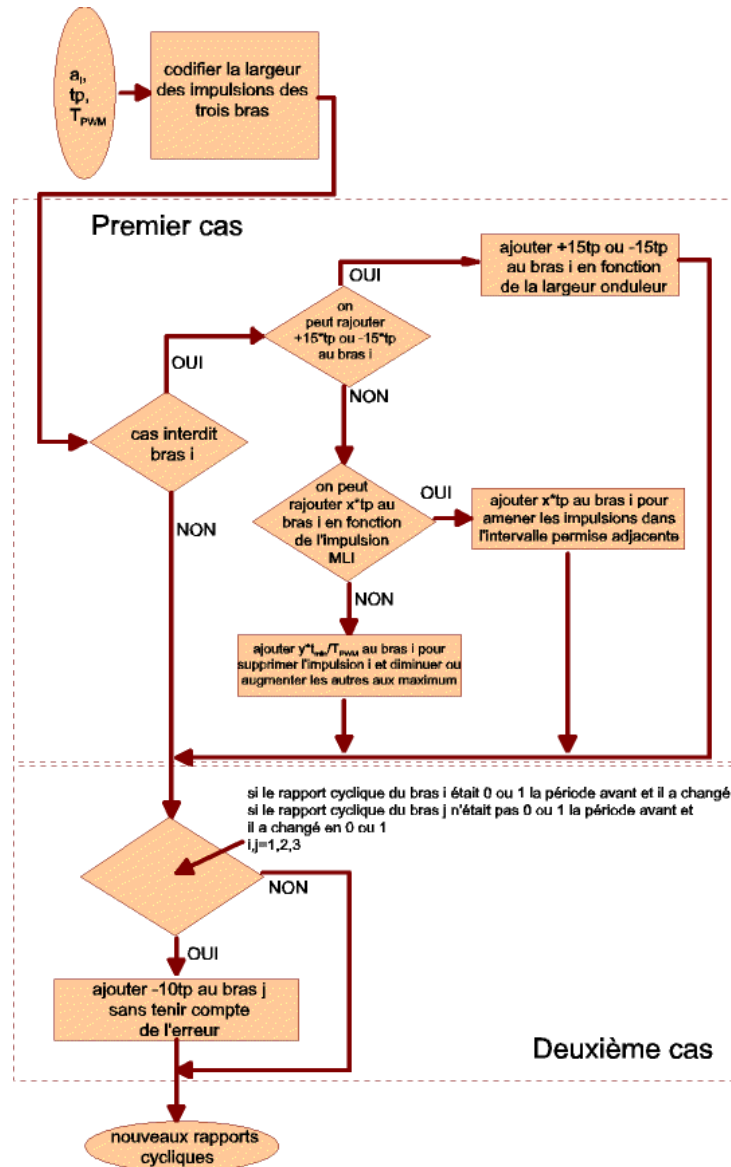 a_i,
tp,
T_PWM
codifier la largeur
des impulsions des
trois bras
Premier cas
ajouter +15tp ou -15tp
au bras i en fonction
de la largeur onduleur
OUI
on
peut rajouter
+15*tp ou -15*tp
au bras i
OUI
NON
cas interdit
bras i
on peut
rajouter x*tp au
bras i en fonction
de l'impulsion
MLI
OUI
ajouter x*tp au bras i pour
amener les impulsions dans
l'intervalle permise adjacente
NON
NON
ajouter y*t_min/T_PWM au bras i pour
supprimer l'impulsion i et diminuer ou
augmenter les autres aux maximum
si le rapport cyclique du bras i était 0 ou 1 la période avant et il a changé
si le rapport cyclique du bras j n'était pas 0 ou 1 la période avant et
il a changé en 0 ou 1
i,j=1,2,3
NON
OUI
ajouter -10tp au bras j
sans tenir compte
de l'erreur
Deuxième cas
nouveaux rapports
cycliques